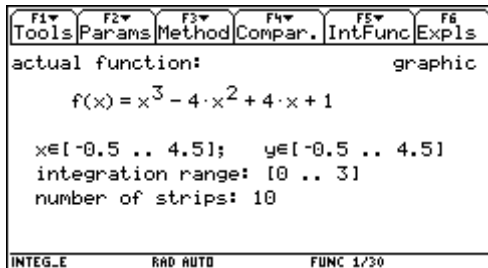 F1▼ F2▼ F3▼ F4▼ F5▼ F6
Tools Params Method Compar. IntFunc Expls
actual function: graphic
f(x) = x³ - 4·x² + 4·x + 1
x∈[⁻0.5 .. 4.5]; y∈[⁻0.5 .. 4.5]
integration range: [0 .. 3]
number of strips: 10
INTEG_E RAD AUTO FUNC 1/30